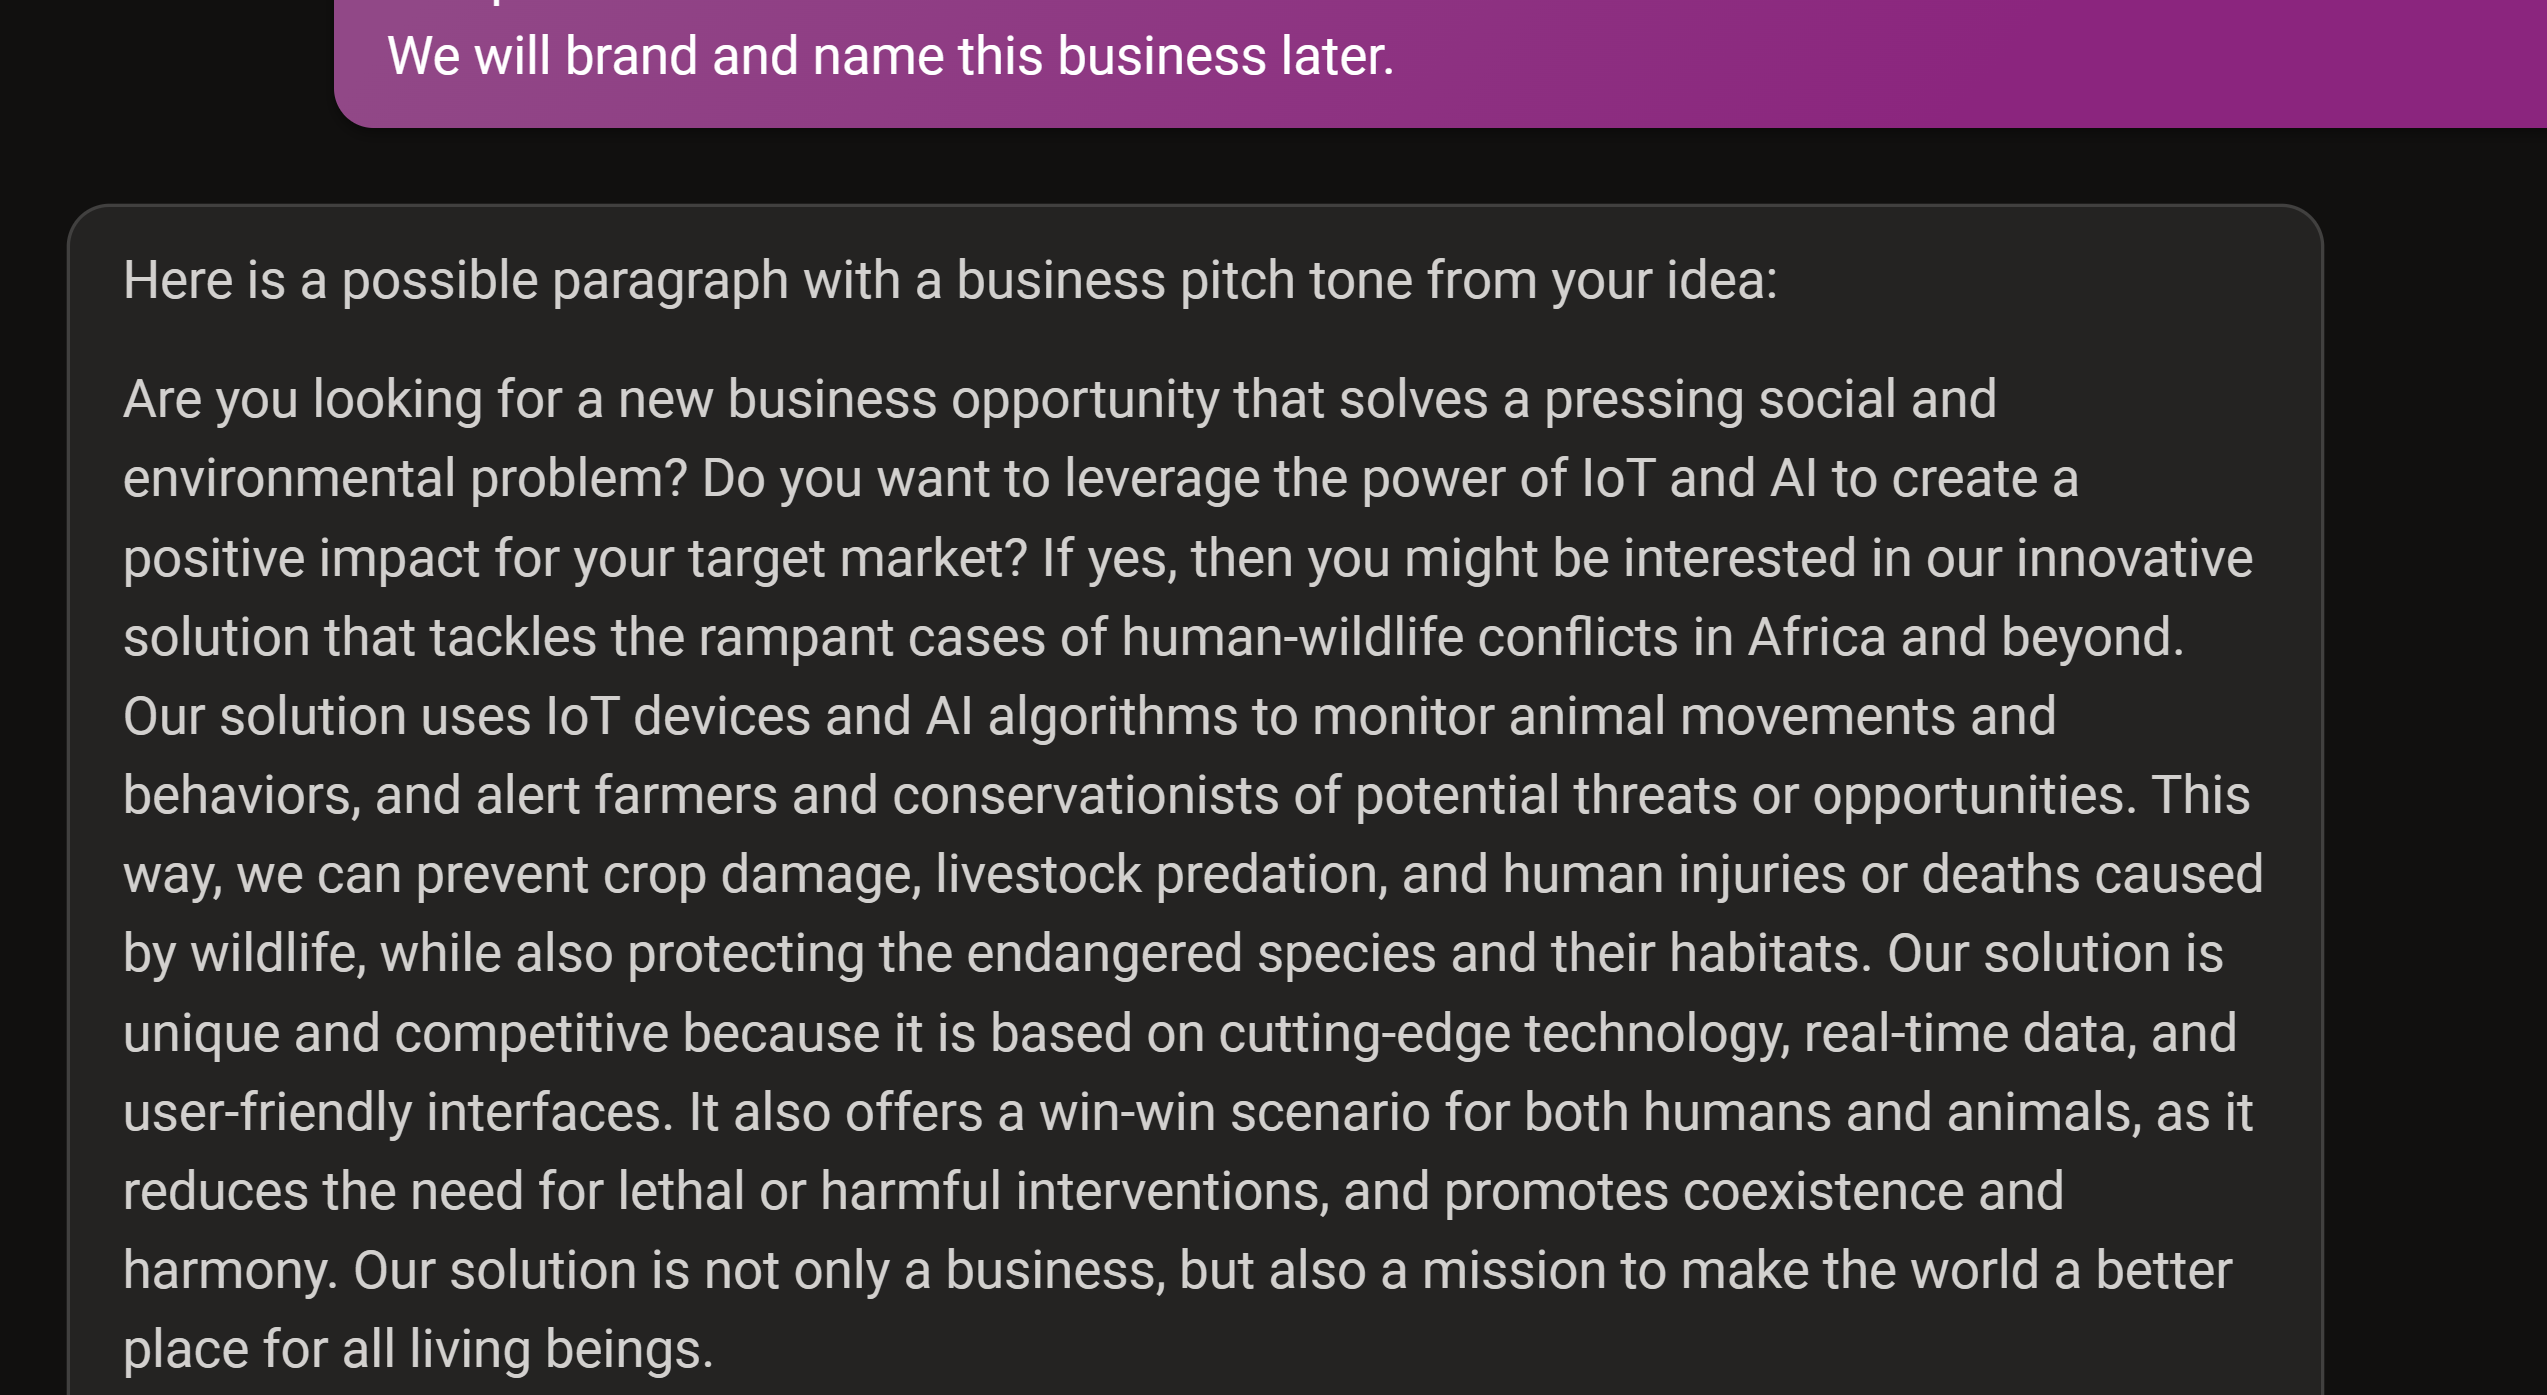 We will brand and name this business later.
Here is a possible paragraph with a business pitch tone from your idea:
Are you looking for a new business opportunity that solves a pressing social and
environmental problem? Do you want to leverage the power of IoT and AI to create a
positive impact for your target market? If yes, then you might be interested in our innovative
solution that tackles the rampant cases of human-wildlife conflicts in Africa and beyond.
Our solution uses IoT devices and AI algorithms to monitor animal movements and
behaviors, and alert farmers and conservationists of potential threats or opportunities. This
way, we can prevent crop damage, livestock predation, and human injuries or deaths caused
by wildlife, while also protecting the endangered species and their habitats. Our solution is
unique and competitive because it is based on cutting-edge technology, real-time data, and
user-friendly interfaces. It also offers a win-win scenario for both humans and animals, as it
reduces the need for lethal or harmful interventions, and promotes coexistence and
harmony. Our solution is not only a business, but also a mission to make the world a better
place for all living beings.